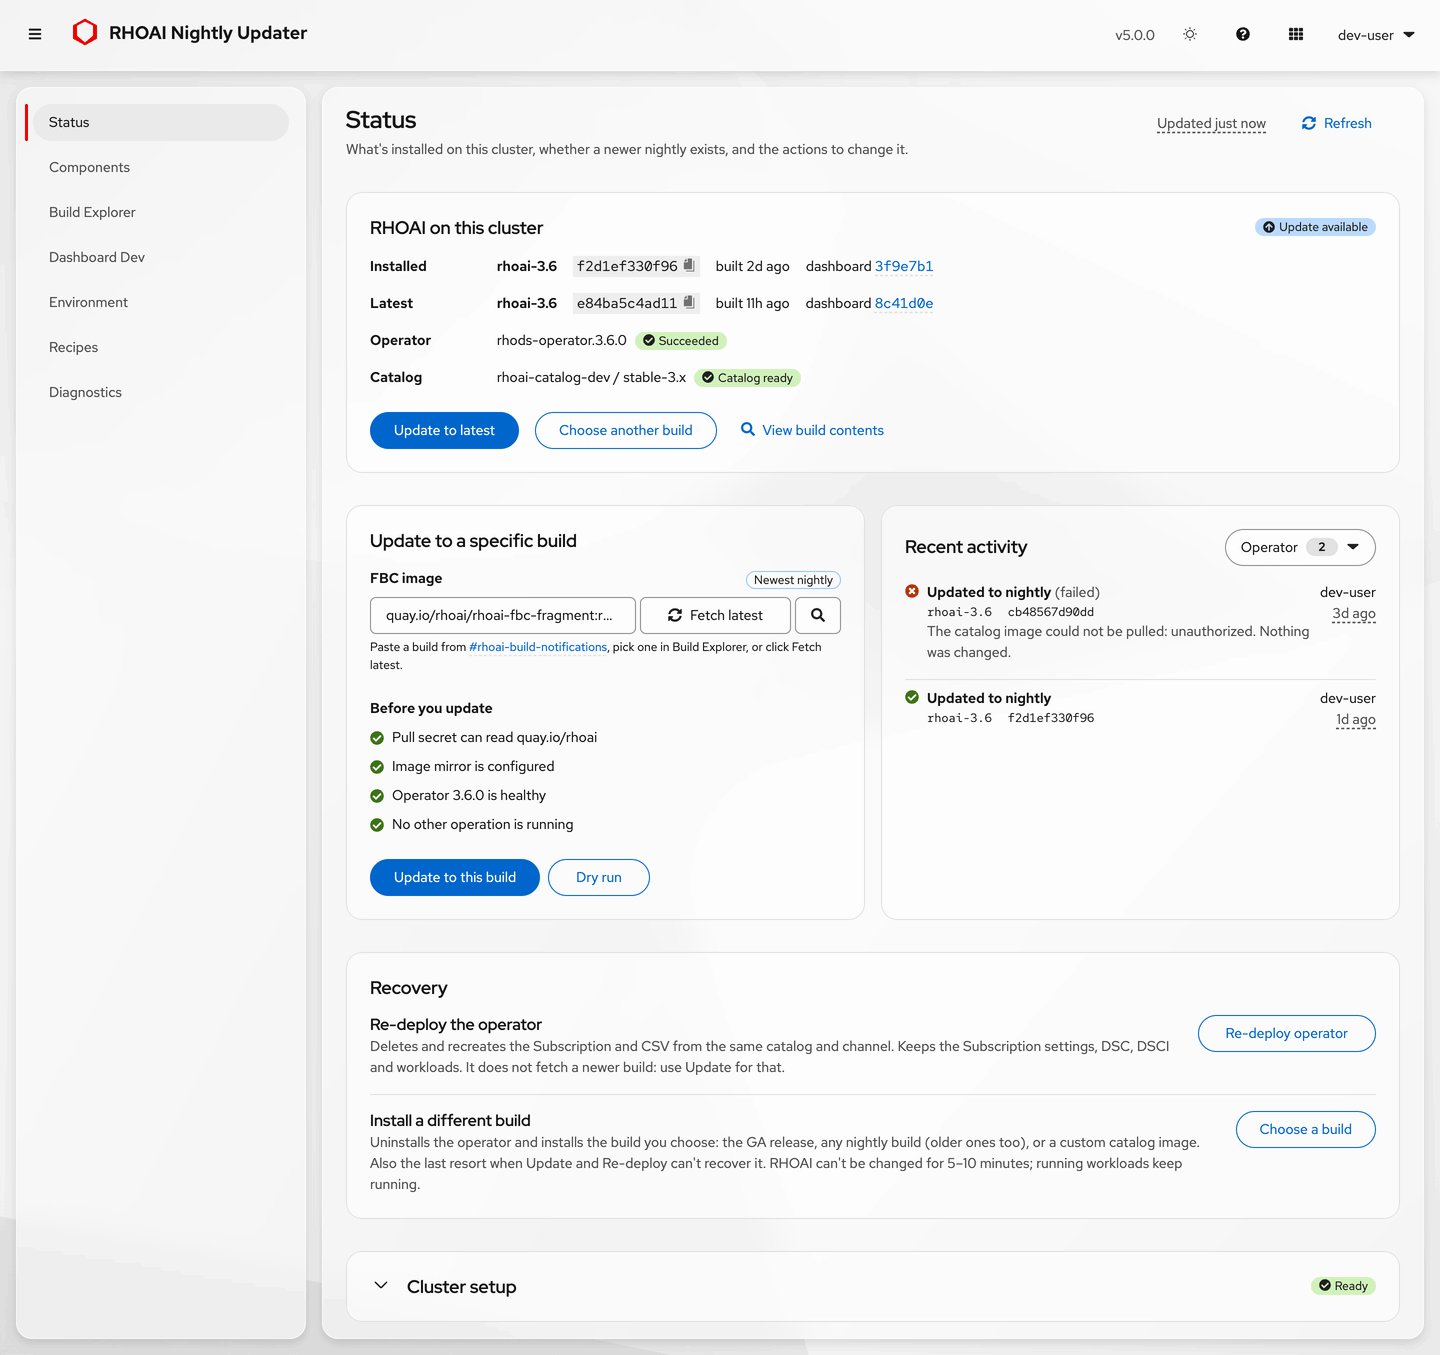 RHOAI Nightly Updater
v5.0.0
dev-user
Status
Components
Build Explorer
Dashboard Dev
Environment
Recipes
Diagnostics
Status
Updated just now
Refresh
What's installed on this cluster, whether a newer nightly exists, and the actions to change it.
RHOAI on this cluster
Update available
Installed rhoai-3.6 f2d1ef330f96 built 2d ago dashboard 3f9e7b1
Latest rhoai-3.6 e84ba5c4ad11 built 11h ago dashboard 8c41d0e
Operator rhods-operator.3.6.0 Succeeded
Catalog rhoai-catalog-dev / stable-3.x Catalog ready
Update to latest
Choose another build
View build contents
Update to a specific build
FBC image
Newest nightly
quay.io/rhoai/rhoai-fbc-fragment:r...
Fetch latest
Paste a build from #rhoai-build-notifications, pick one in Build Explorer, or click Fetch
latest.
Before you update
Pull secret can read quay.io/rhoai
Image mirror is configured
Operator 3.6.0 is healthy
No other operation is running
Update to this build
Dry run
Recent activity
Operator 2
Updated to nightly (failed)
dev-user
rhoai-3.6 cb48567d90dd
3d ago
The catalog image could not be pulled: unauthorized. Nothing
was changed.
Updated to nightly
dev-user
rhoai-3.6 f2d1ef330f96
1d ago
Recovery
Re-deploy the operator
Deletes and recreates the Subscription and CSV from the same catalog and channel. Keeps the Subscription settings, DSC, DSCI
and workloads. It does not fetch a newer build: use Update for that.
Re-deploy operator
Install a different build
Uninstalls the operator and installs the build you choose: the GA release, any nightly build (older ones too), or a custom catalog image.
Also the last resort when Update and Re-deploy can't recover it. RHOAI can't be changed for 5–10 minutes; running workloads keep
running.
Choose a build
Cluster setup
Ready